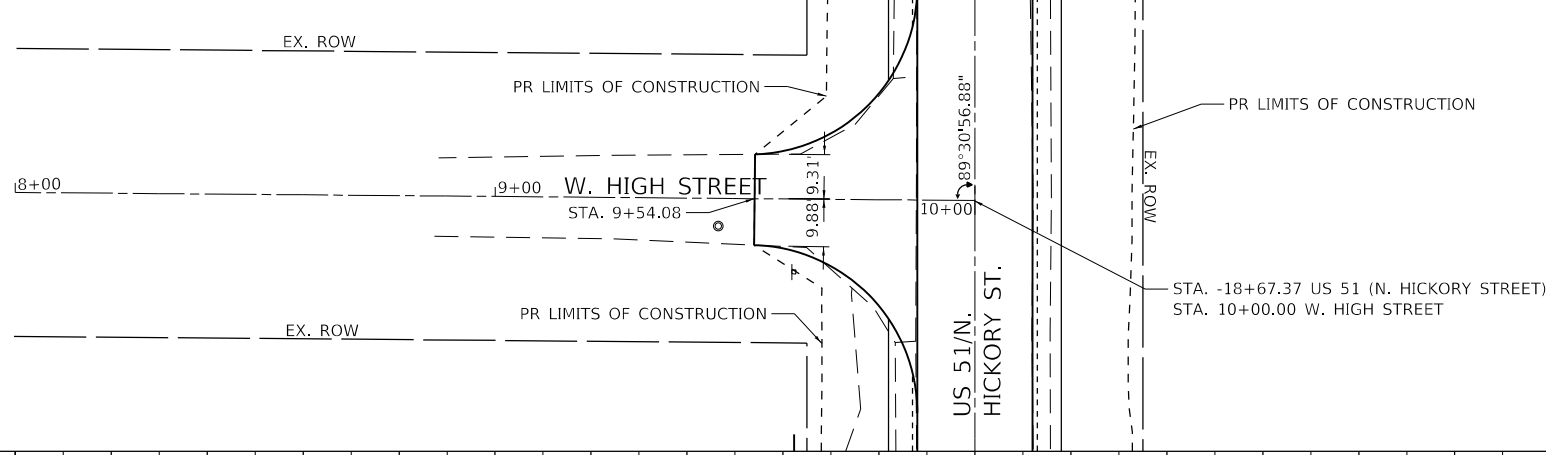 EX. ROW
PR LIMITS OF CONSTRUCTION
89°30'56.88"
PR LIMITS OF CONSTRUCTION
EX. ROW
8+00
9+00
W. HIGH STREET
STA. 9+54.08
9.31'
9.88'
10+00
STA. -18+67.37 US 51 (N. HICKORY STREET)
STA. 10+00.00 W. HIGH STREET
PR LIMITS OF CONSTRUCTION
EX. ROW
US 51/N.
HICKORY ST.